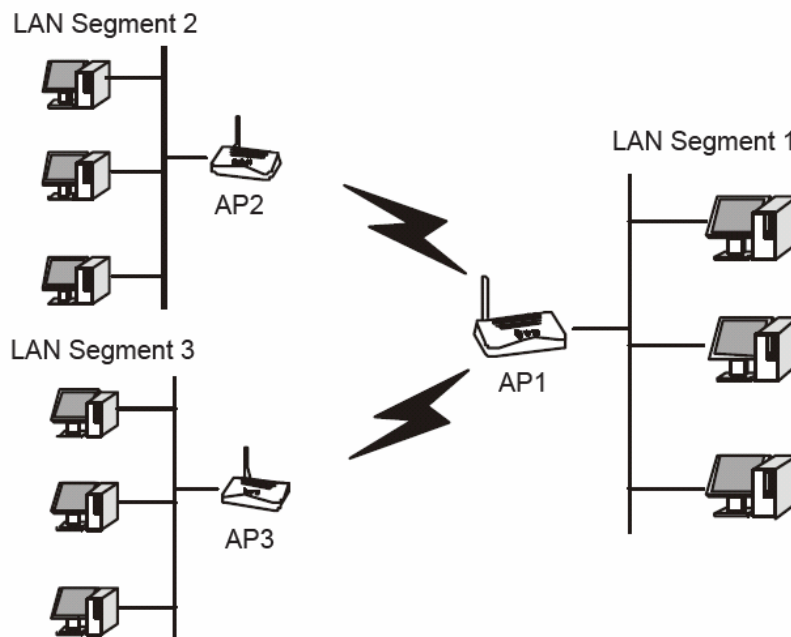 LAN Segment 2
AP2
LAN Segment 1
AP1
LAN Segment 3
AP3